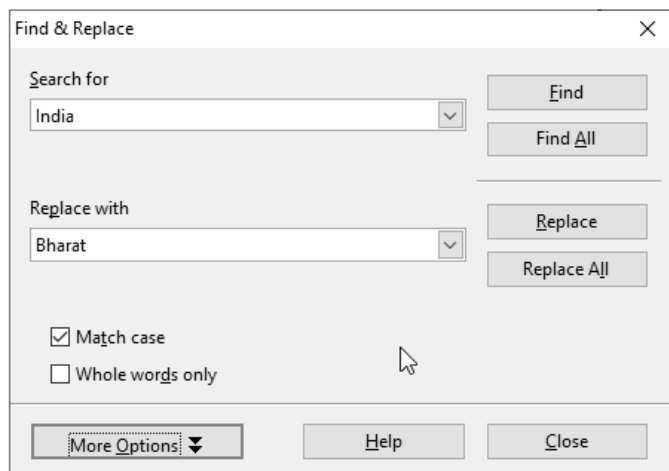 Find & Replace
Search for
India
Find
Find All
Replace with
Bharat
Replace
Replace All
Match case
Whole words only
More Options
Help
Close